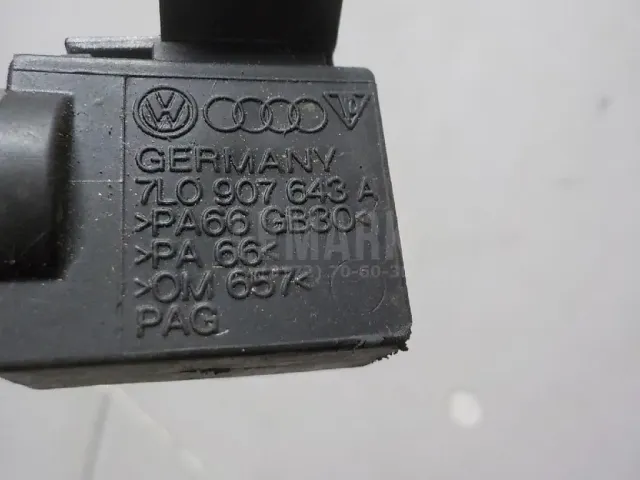 GERMANY
7L0 907 643 A
>PA66 GB30<
>PA 66<
>OM 657<
PAG